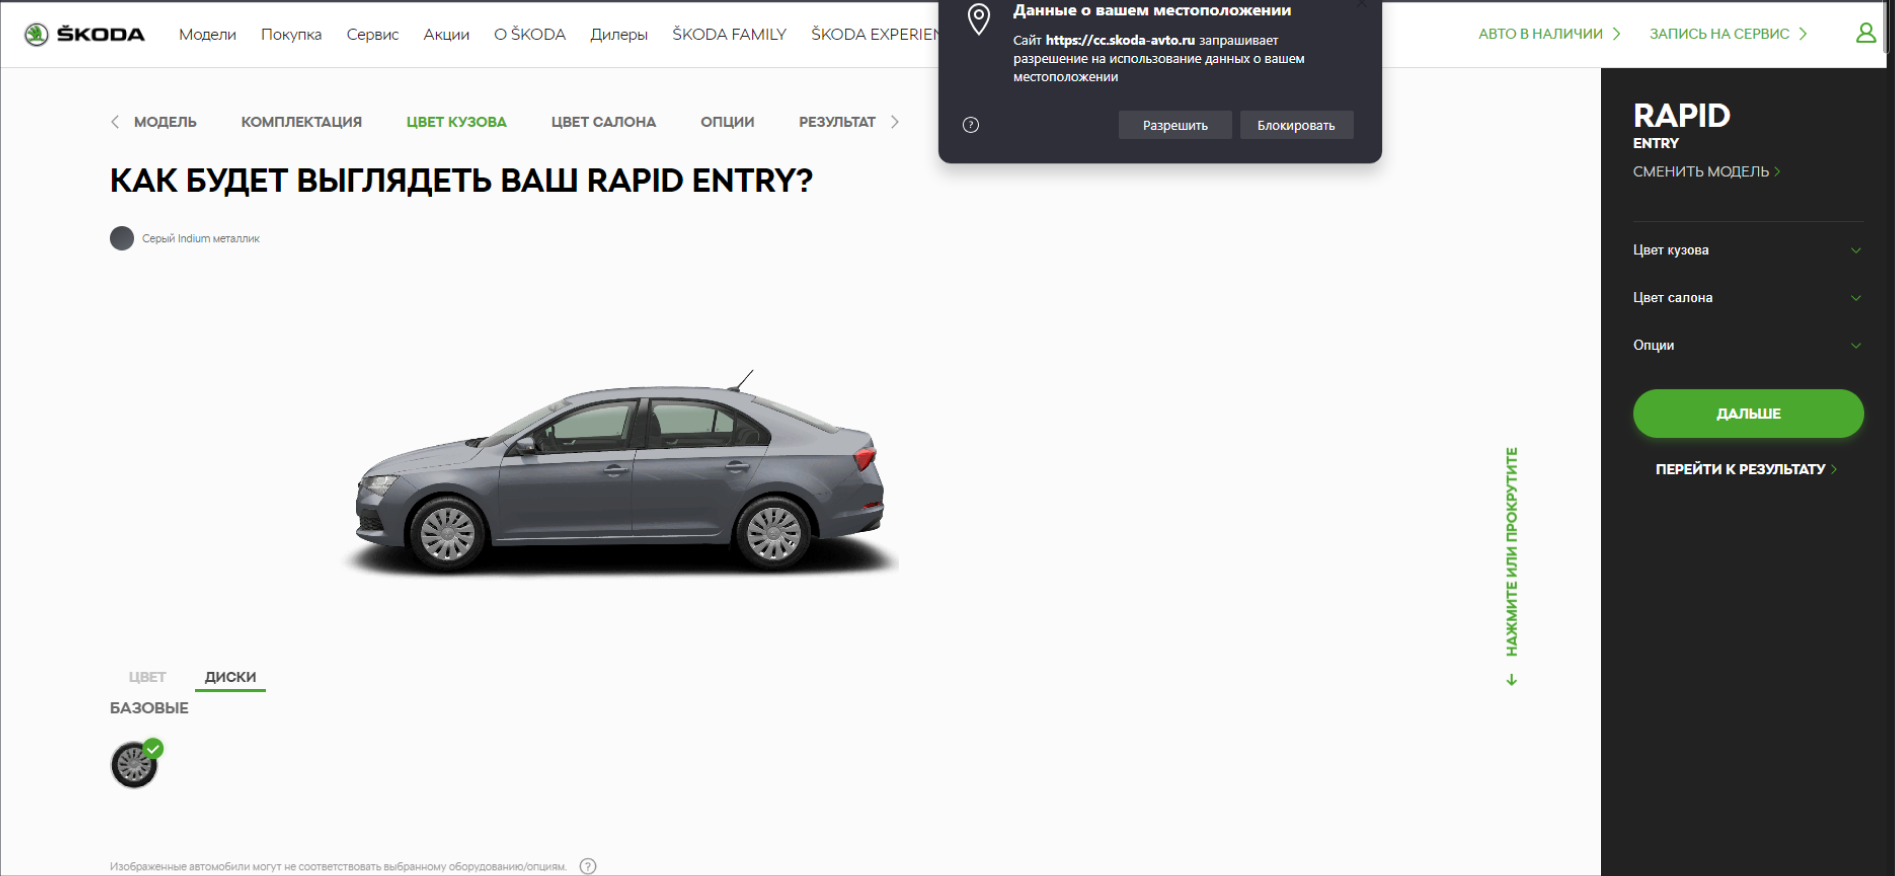 ŠKODA
Модели Покупка Сервис Акции О ŠKODA Дилеры ŠKODA FAMILY ŠKODA EXPERIEN
АВТО В НАЛИЧИИ ЗАПИСЬ НА СЕРВИС
Данные о вашем местоположении
Сайт https://cc.skoda-avto.ru запрашивает
разрешение на использование данных о вашем
местоположении
Разрешить Блокировать
МОДЕЛЬ КОМПЛЕКТАЦИЯ ЦВЕТ КУЗОВА ЦВЕТ САЛОНА ОПЦИИ РЕЗУЛЬТАТ
КАК БУДЕТ ВЫГЛЯДЕТЬ ВАШ RAPID ENTRY?
Серый Indium металлик
НАЖМИТЕ ИЛИ ПРОКРУТИТЕ
ЦВЕТ ДИСКИ
БАЗОВЫЕ
Изображенные автомобили могут не соответствовать выбранному оборудованию/опциям. ?
RAPID
ENTRY
СМЕНИТЬ МОДЕЛЬ
Цвет кузова
Цвет салона
Опции
ДАЛЬШЕ
ПЕРЕЙТИ К РЕЗУЛЬТАТУ